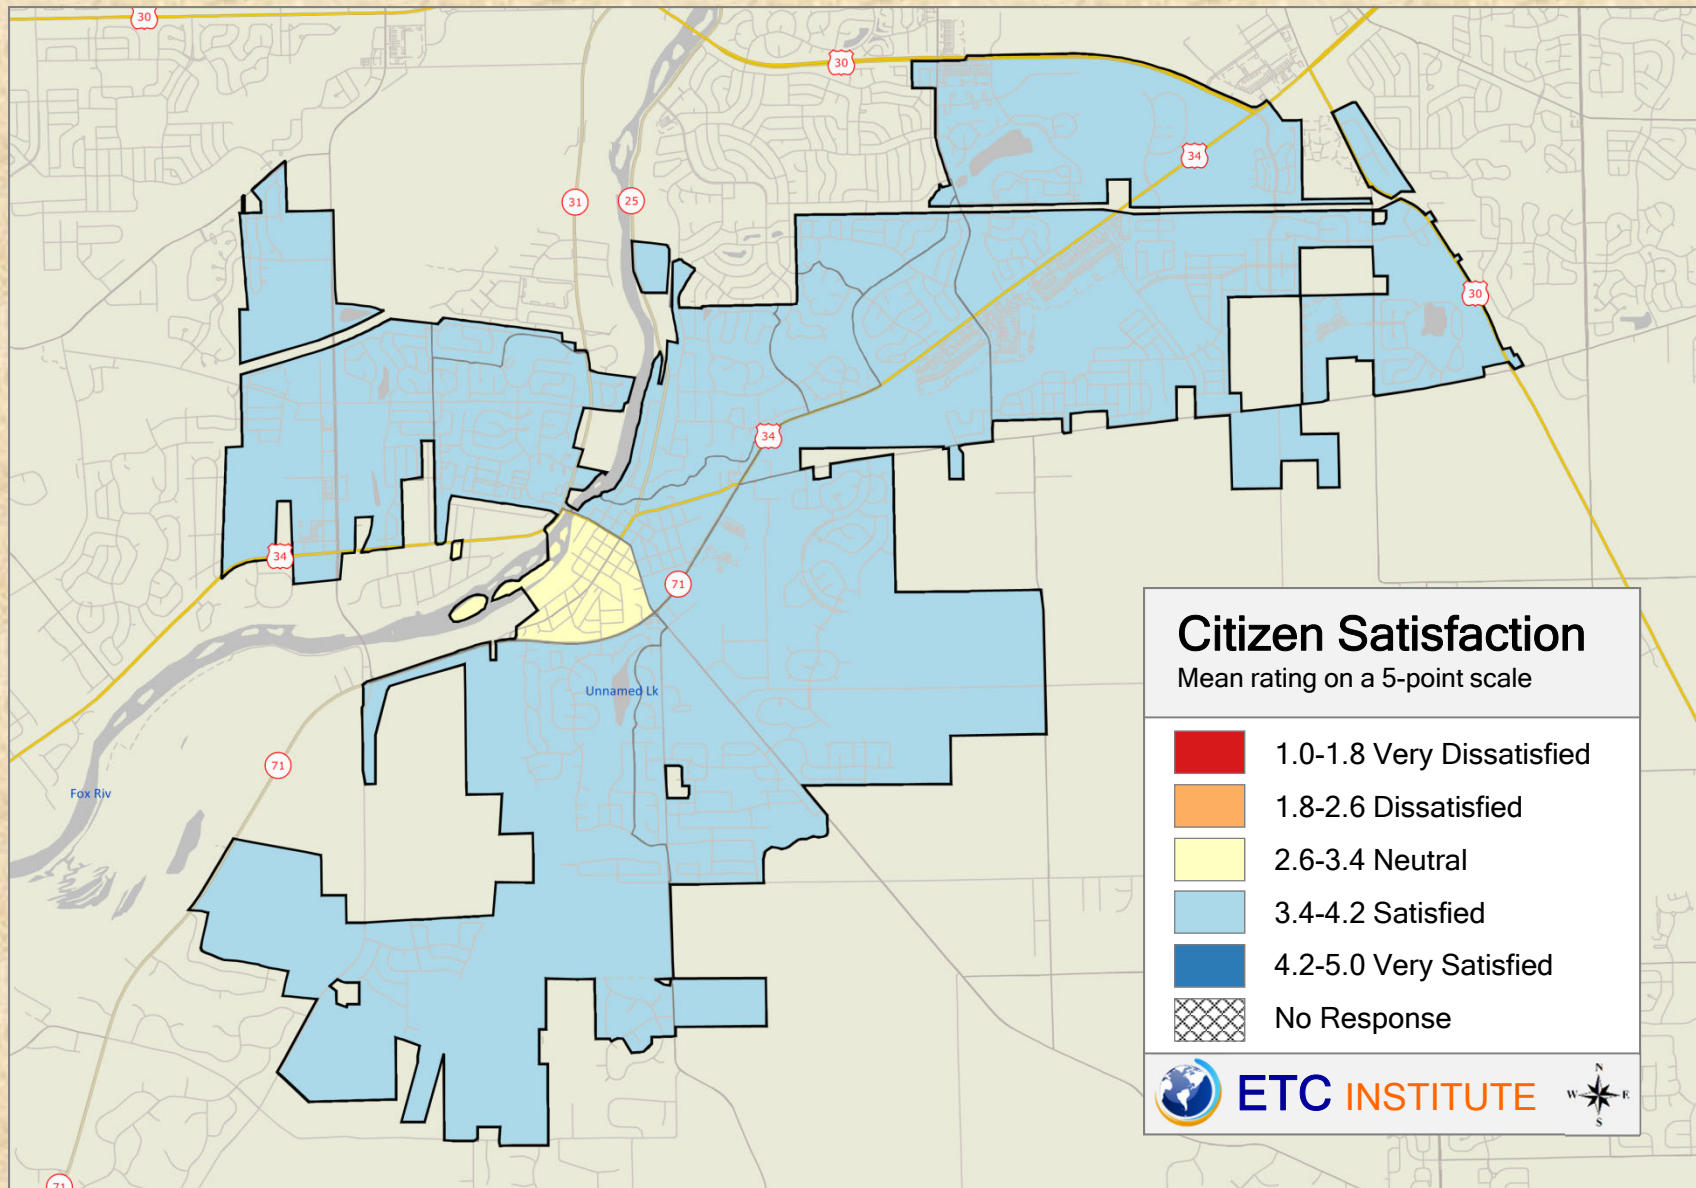 30
30
34
31
25
30
34
34
71
Unnamed Lk
71
Fox Riv
71
Citizen Satisfaction
Mean rating on a 5-point scale
1.0-1.8 Very Dissatisfied
1.8-2.6 Dissatisfied
2.6-3.4 Neutral
3.4-4.2 Satisfied
4.2-5.0 Very Satisfied
No Response
ETC INSTITUTE
N
W E
S